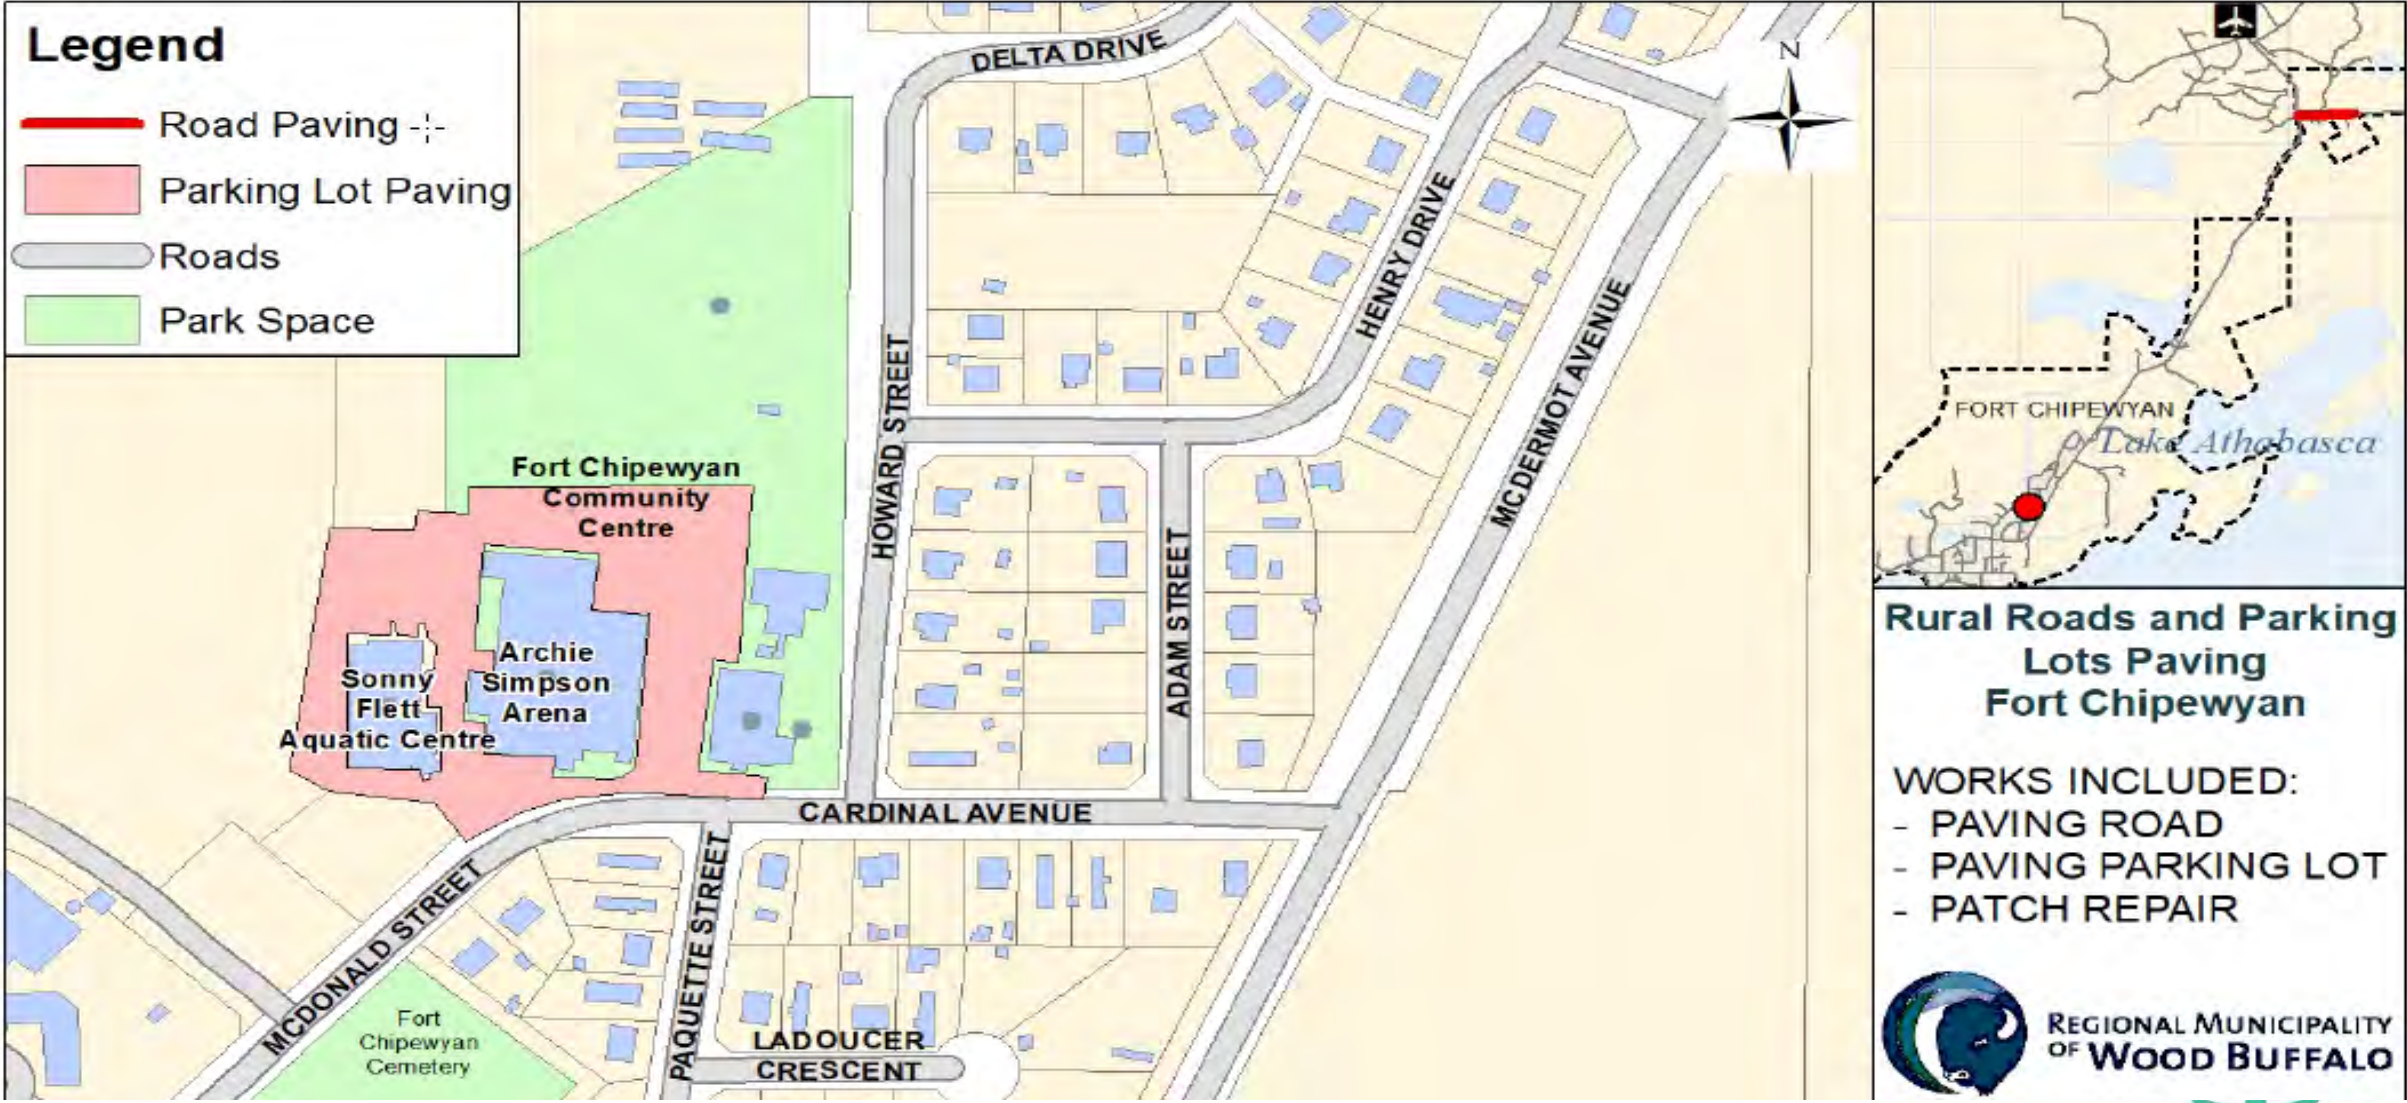 Legend
Road Paving
Parking Lot Paving
Roads
Park Space
DELTA DRIVE
N
HENRY DRIVE
HOWARD STREET
MCDERMOT AVENUE
ADAM STREET
Fort Chipewyan
Community
Centre
Archie
Simpson
Arena
Sonny
Flett
Aquatic Centre
CARDINAL AVENUE
MCDONALD STREET
PAQUETTE STREET
Fort
Chipewyan
Cemetery
LADOUCER
CRESCENT
FORT CHIPEWYAN
Lake Athabasca
Rural Roads and Parking
Lots Paving
Fort Chipewyan
WORKS INCLUDED:
- PAVING ROAD
- PAVING PARKING LOT
- PATCH REPAIR
REGIONAL MUNICIPALITY
OF WOOD BUFFALO